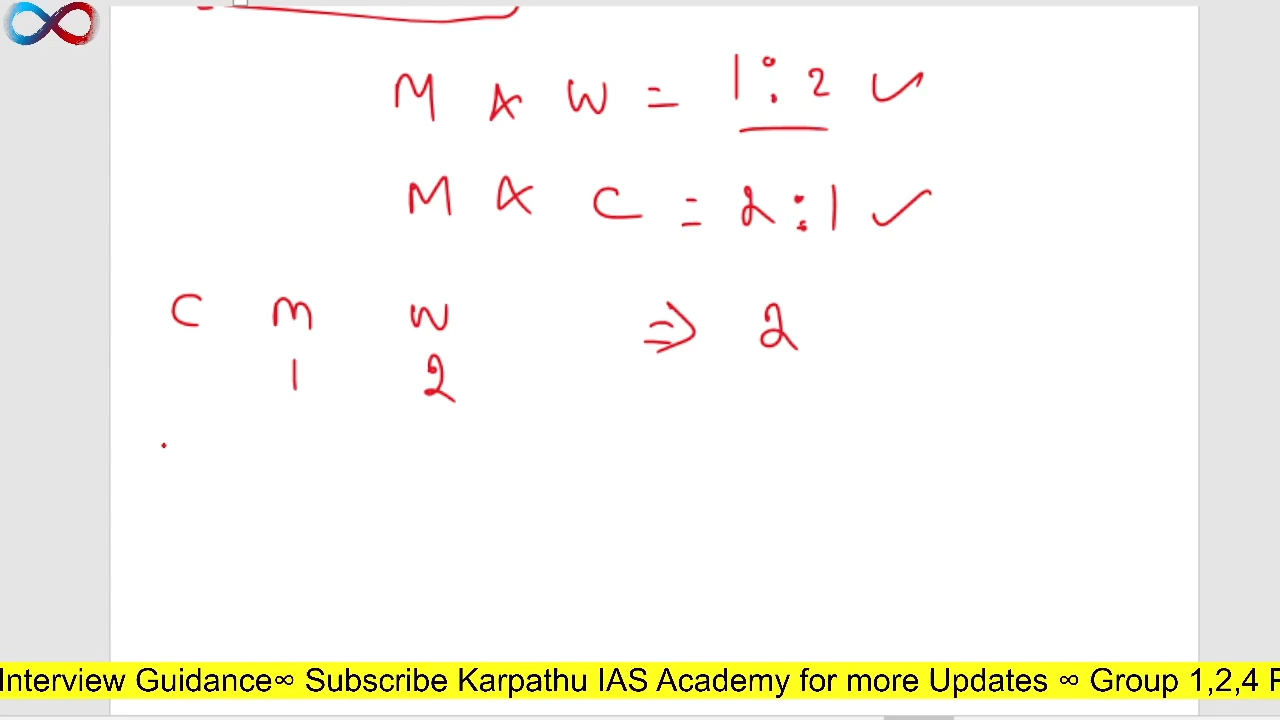 M & W = 1 : 2 ✓
M & C = 2 : 1 ✓
C M W ⇒ 2
1 2
Interview Guidance∞ Subscribe Karpathu IAS Academy for more Updates ∞ Group 1,2,4